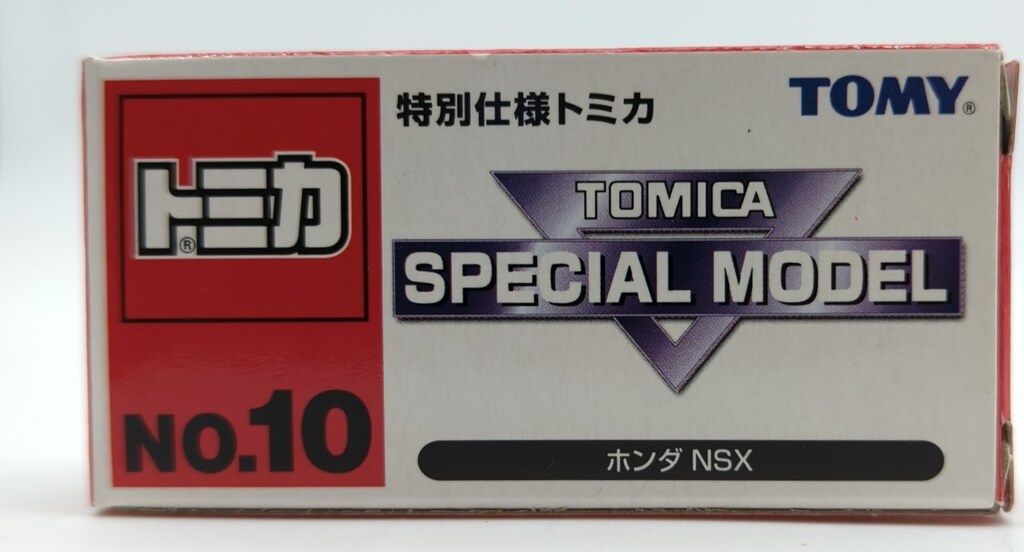 トミカ®
NO.10
特別仕様トミカ
TOMY®
TOMICA
SPECIAL MODEL
ホンダ NSX